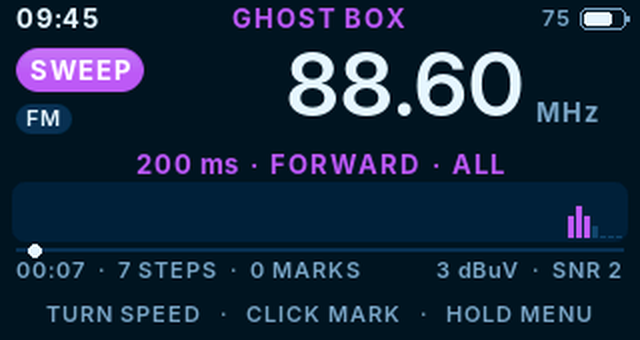 09:45 GHOST BOX 75
SWEEP 88.60 MHz
FM
200 ms · FORWARD · ALL
00:07 · 7 STEPS · 0 MARKS 3 dBuV · SNR 2
TURN SPEED · CLICK MARK · HOLD MENU